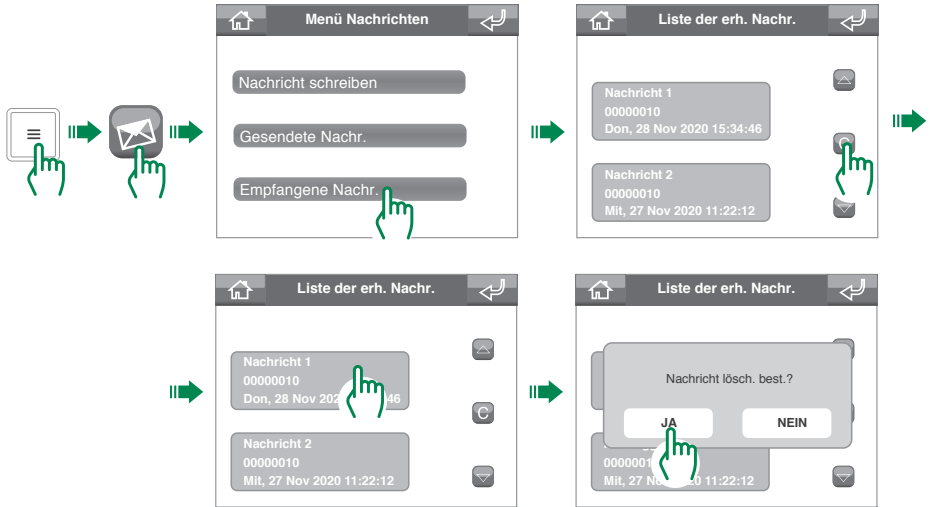 Menü Nachrichten
Nachricht schreiben
Gesendete Nachr.
Empfangene Nachr.
Liste der erh. Nachr.
Nachricht 1
00000010
Don, 28 Nov 2020 15:34:46
C
Nachricht 2
00000010
Mit, 27 Nov 2020 11:22:12
Liste der erh. Nachr.
Nachricht 1
00000010
Don, 28 Nov 202 46
C
Nachricht 2
00000010
Mit, 27 Nov 2020 11:22:12
Liste der erh. Nachr.
Nachricht lösch. best.?
JA NEIN
0000001
Mit, 27 N 0 11:22:12